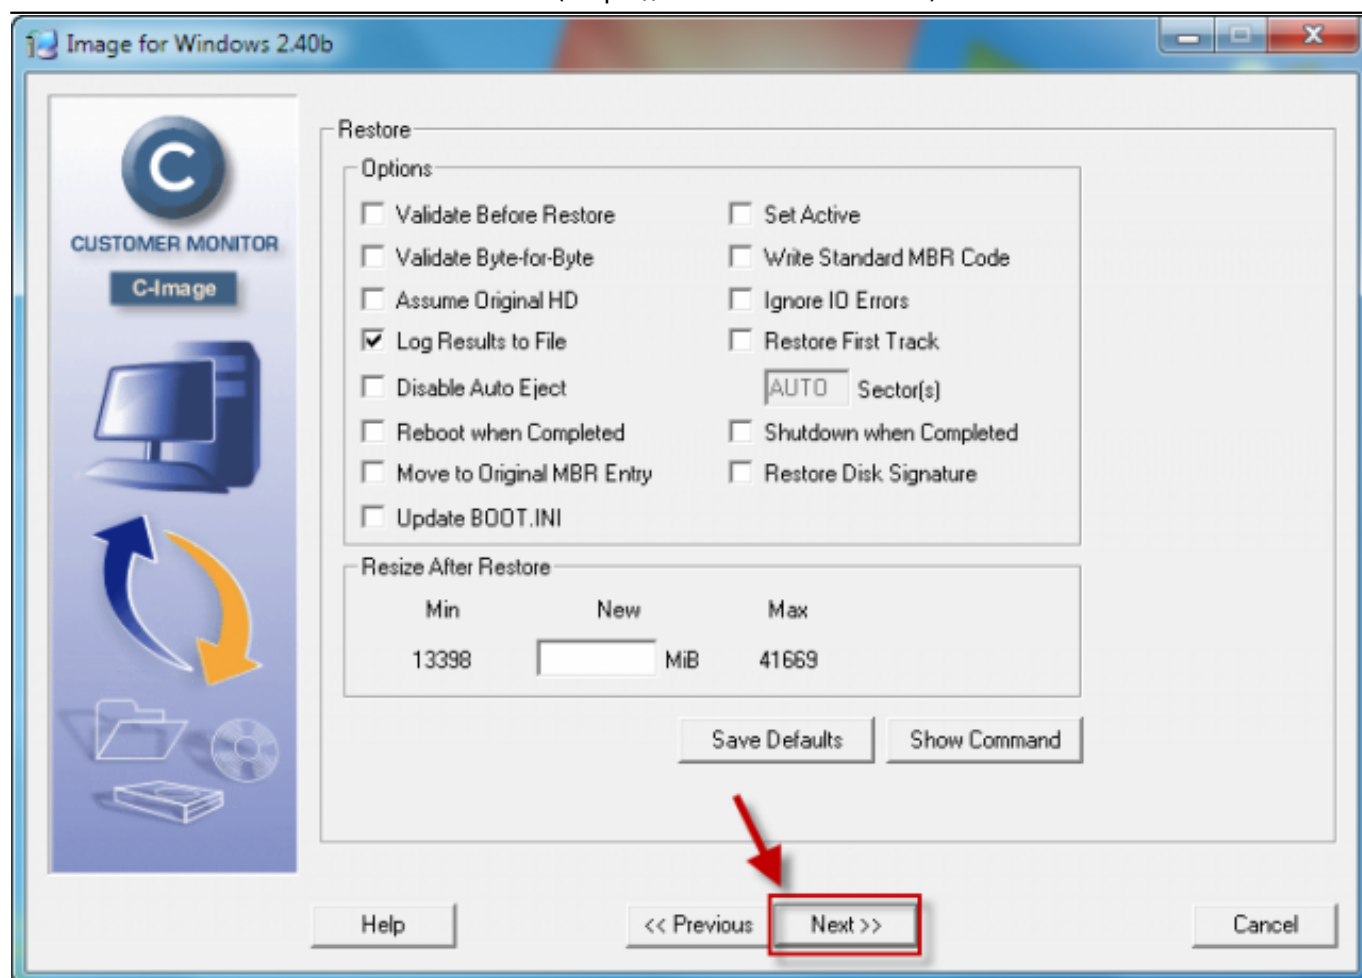 Image for Windows 2.40b
C
CUSTOMER MONITOR
C-Image
Restore
Options
Validate Before Restore
Set Active
Validate Byte-for-Byte
Write Standard MBR Code
Assume Original HD
Ignore IO Errors
Log Results to File
Restore First Track
Disable Auto Eject
AUTO Sector(s)
Reboot when Completed
Shutdown when Completed
Move to Original MBR Entry
Restore Disk Signature
Update BOOT.INI
Resize After Restore
Min New Max
13398 MiB 41669
Save Defaults Show Command
Help << Previous Next >> Cancel